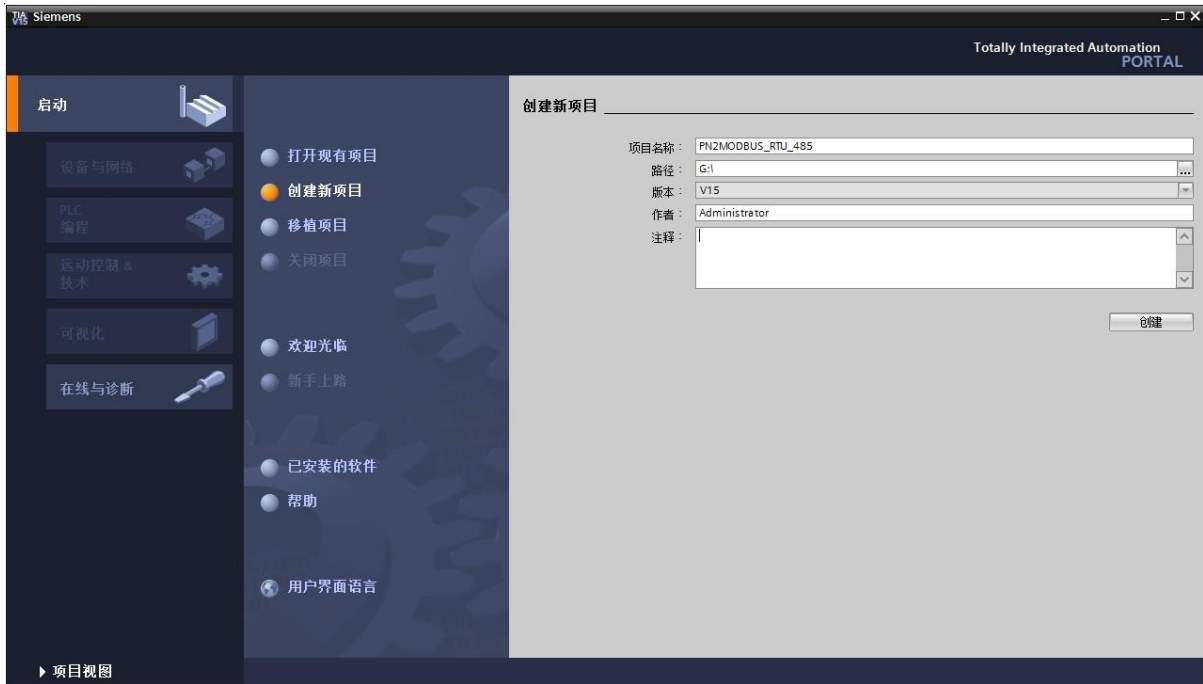 TIA V15 Siemens
Totally Integrated Automation
PORTAL
启动
设备与网络
PLC
编程
运动控制 &
技术
可视化
在线与诊断
打开现有项目
创建新项目
移植项目
关闭项目
欢迎光临
新手上路
已安装的软件
帮助
用户界面语言
创建新项目
项目名称：PN2MODBUS_RTU_485
路径：G:\ ...
版本：V15
作者：Administrator
注释：
创建
项目视图